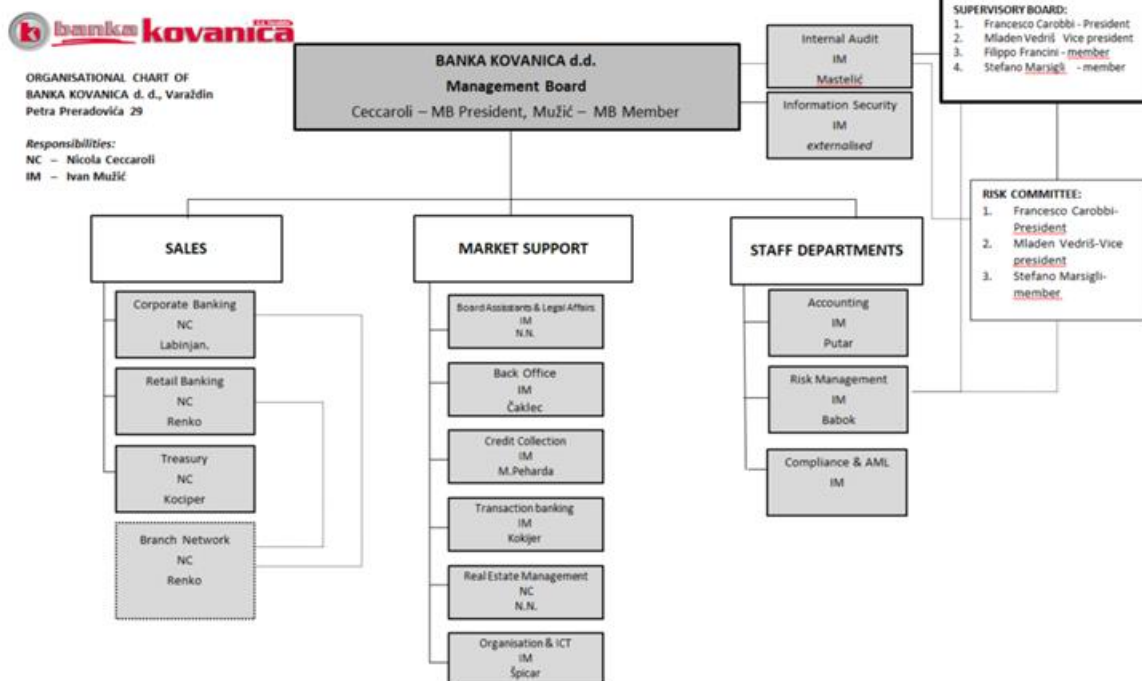 banka kovanica
ORGANISATIONAL CHART OF
BANKA KOVANICA d. d., Varaždin
Petra Preradovića 29
Responsibilities:
NC – Nicola Ceccaroli
IM – Ivan Mužić
BANKA KOVANICA d.d.
Management Board
Ceccaroli – MB President, Mužić – MB Member
Internal Audit
IM
Mastelić
Information Security
IM
externalised
SUPERVISORY BOARD:
1. Francesco Carobbi - President
2. Mladen Vedriš Vice president
3. Filippo Francini - member
4. Stefano Marsigli - member
RISK COMMITTEE:
1. Francesco Carobbi-
President
2. Mladen Vedriš-Vice
president
3. Stefano Marsigli-
member
SALES
Corporate Banking
NC
Labinjan.
Retail Banking
NC
Renko
Treasury
NC
Kociper
Branch Network
NC
Renko
MARKET SUPPORT
Board Assistants & Legal Affairs
IM
N.N.
Back Office
IM
Čaklec
Credit Collection
IM
M.Peharda
Transaction banking
IM
Kokijer
Real Estate Management
NC
N.N.
Organisation & ICT
IM
Špicar
STAFF DEPARTMENTS
Accounting
IM
Putar
Risk Management
IM
Babok
Compliance & AML
IM